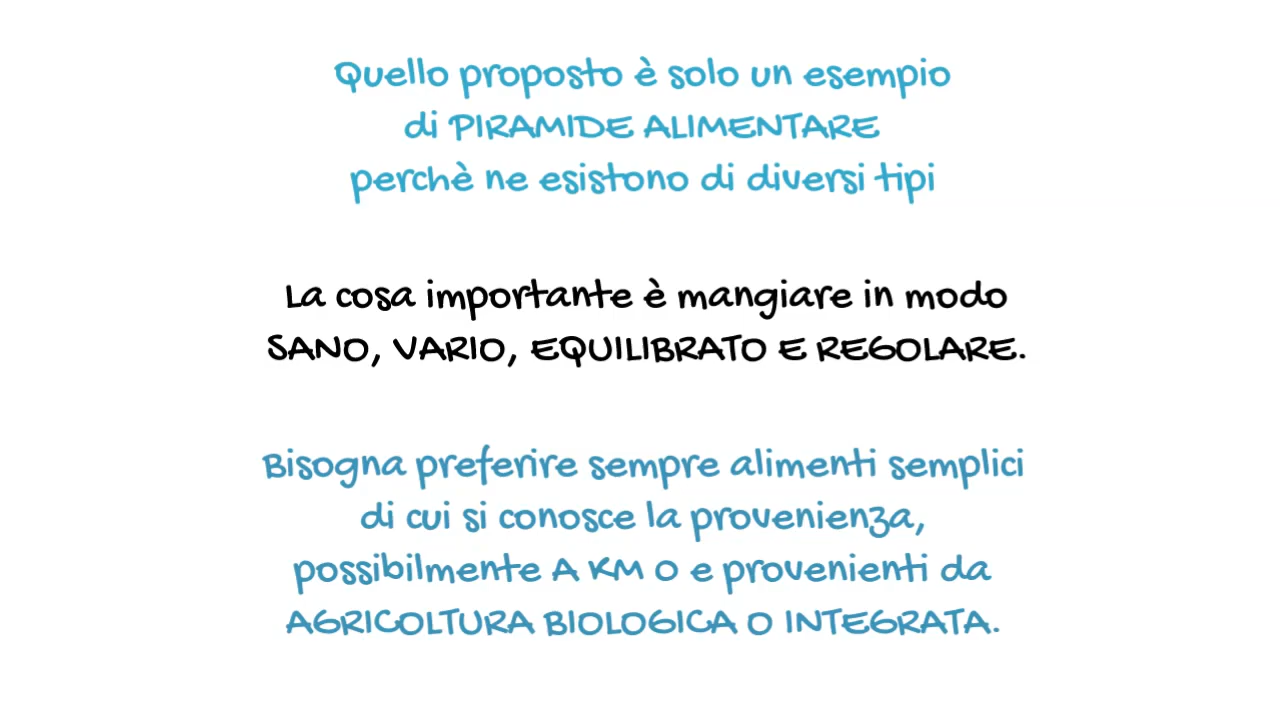 Quello proposto è solo un esempio
di PIRAMIDE ALIMENTARE
perchè ne esistono di diversi tipi
La cosa importante è mangiare in modo
SANO, VARIO, EQUILIBRATO E REGOLARE.
Bisogna preferire sempre alimenti semplici
di cui si conosce la provenienza,
possibilmente A KM 0 e provenienti da
AGRICOLTURA BIOLOGICA O INTEGRATA.